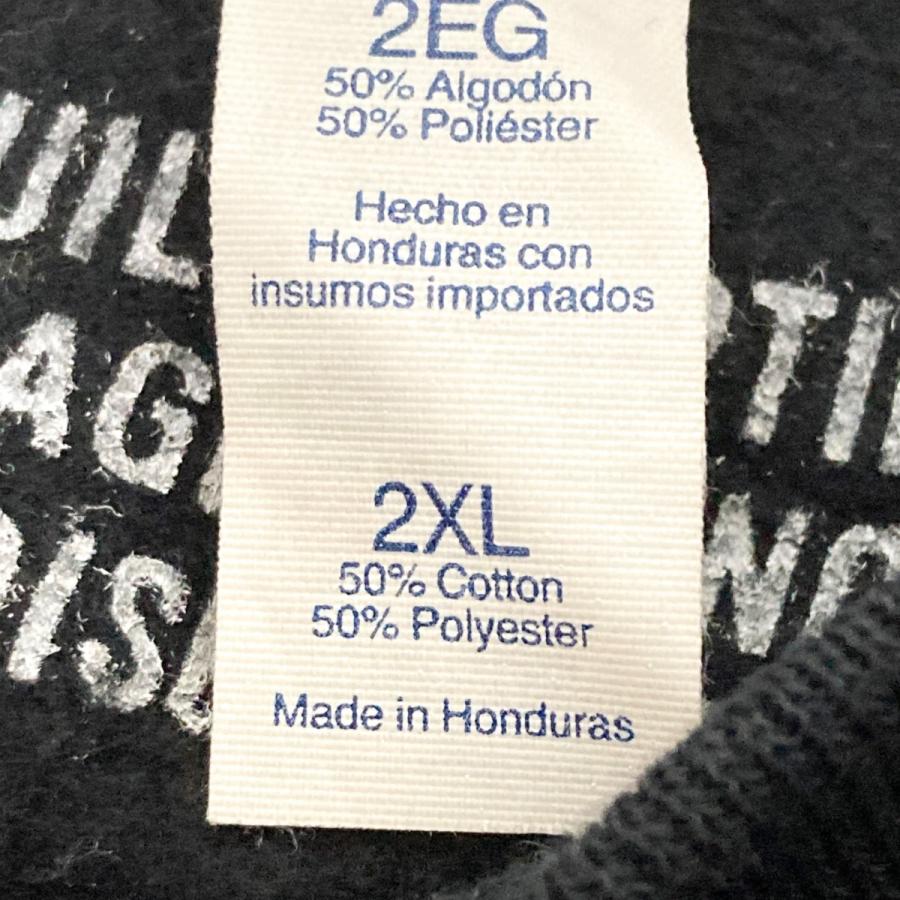 2EG
50% Algodón
50% Poliéster
Hecho en
Honduras con
insumos importados
2XL
50% Cotton
50% Polyester
Made in Honduras